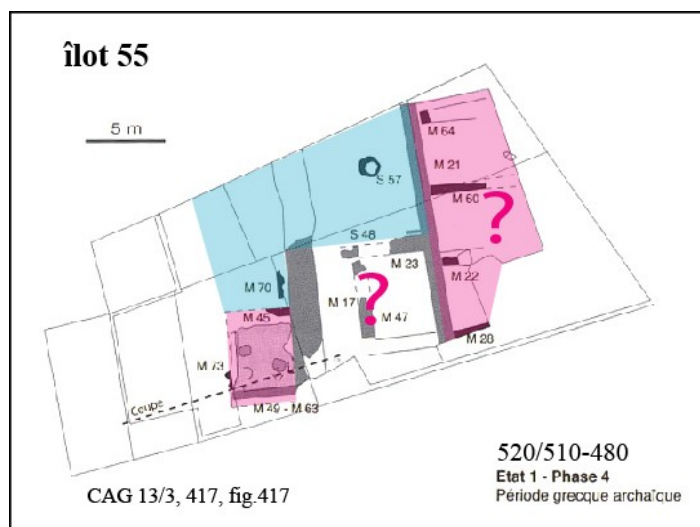 îlot 55
5 m
M 64
M 21
S 57
M 60
?
S 48
M 23
M 22
M 70
?
M 17
M 45
M 47
M 28
M 73
Coupe
M 49 - M 63
520/510-480
Etat 1 - Phase 4
Période grecque archaïque
CAG 13/3, 417, fig.417